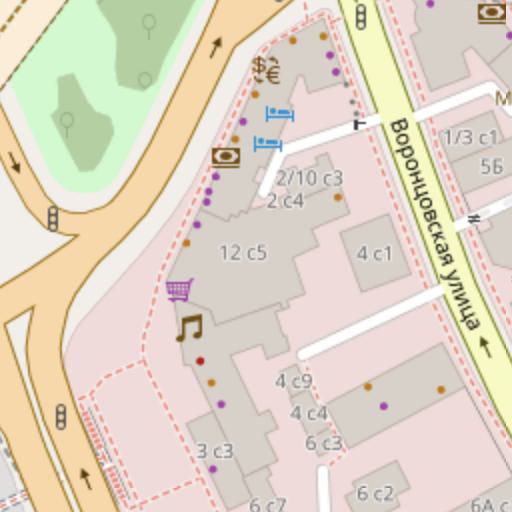 М
1/3 с1
5Б
2/10 с3
2 с4
Воронцовская улица
12 с5
4 с1
4 с9
4 с4
6 с3
3 с3
6 с2
6 с7
6А с